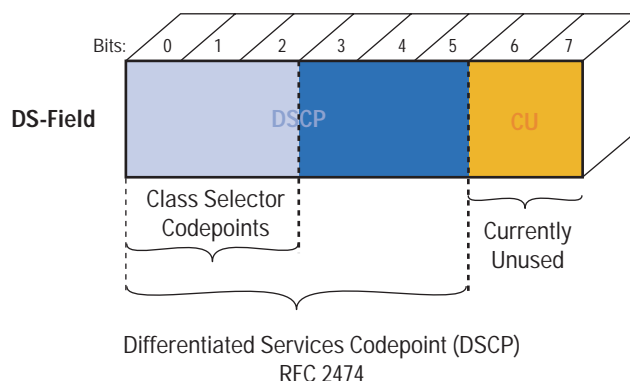 Bits: 0 1 2 3 4 5 6 7
DS-Field
DSCP
CU
Class Selector
Codepoints
Currently
Unused
Differentiated Services Codepoint (DSCP)
RFC 2474